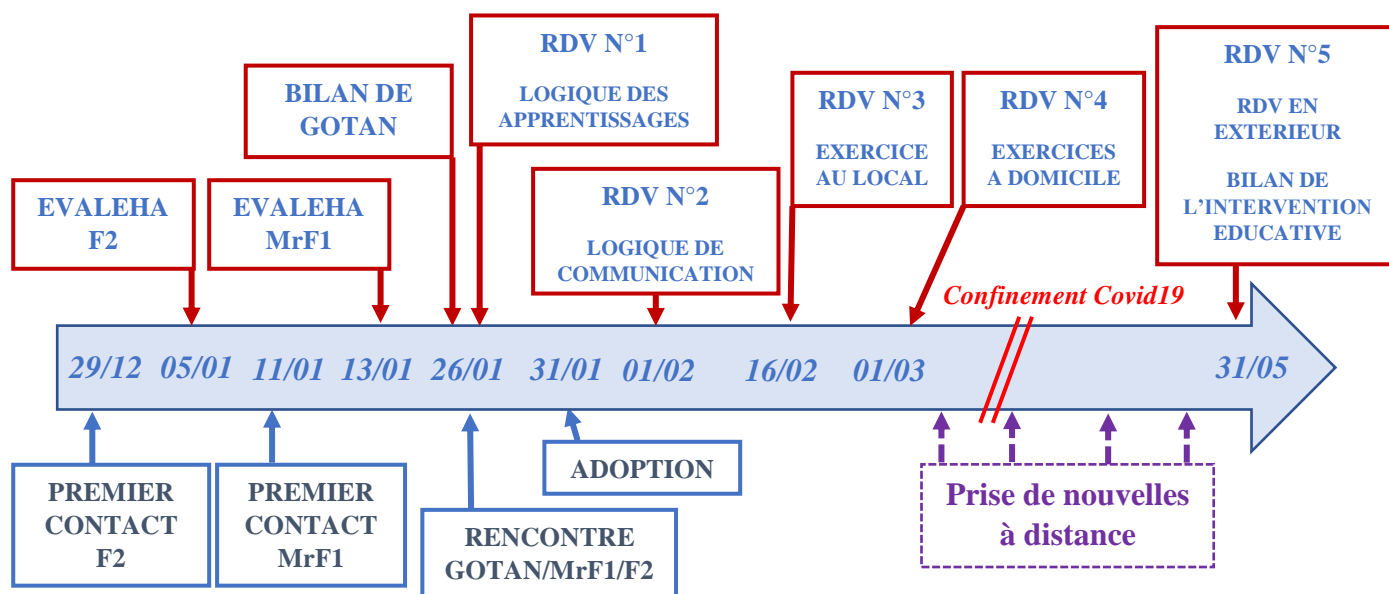 RDV N°1
LOGIQUE DES
APPRENTISSAGES
RDV N°5
RDV EN
EXTERIEUR
BILAN DE
L'INTERVENTION
EDUCATIVE
BILAN DE
GOTAN
RDV N°3
EXERCICE
AU LOCAL
RDV N°4
EXERCICES
A DOMICILE
EVALEHA
F2
EVALEHA
MrF1
RDV N°2
LOGIQUE DE
COMMUNICATION
Confinement Covid19
29/12 05/01 11/01 13/01 26/01 31/01 01/02 16/02 01/03 31/05
PREMIER
CONTACT
F2
PREMIER
CONTACT
MrF1
ADOPTION
RENCONTRE
GOTAN/MrF1/F2
Prise de nouvelles
à distance